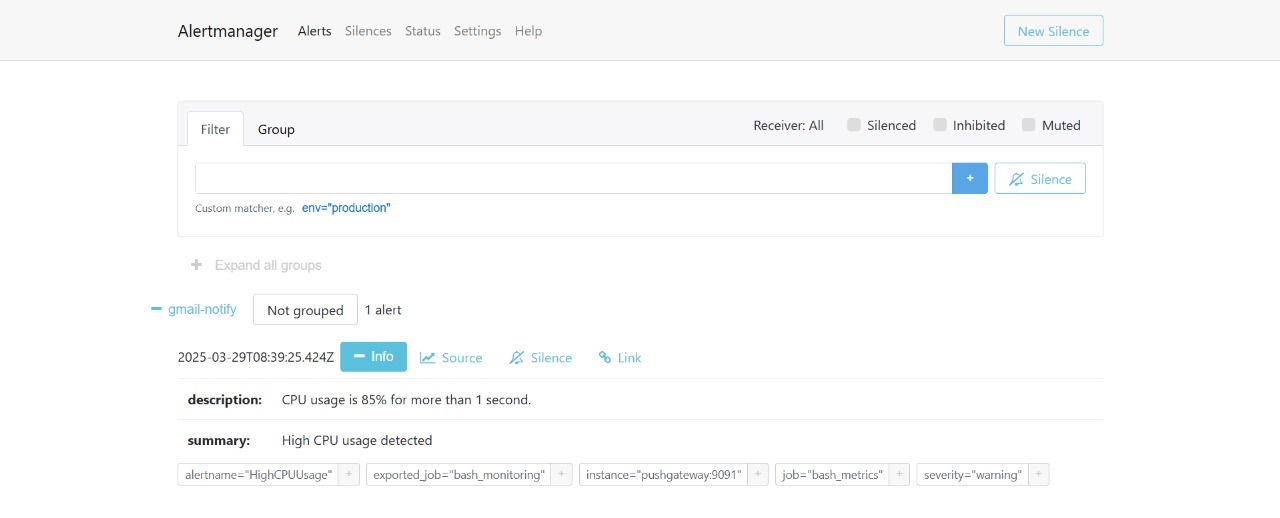 Alertmanager Alerts Silences Status Settings Help New Silence
Filter Group Receiver: All Silenced Inhibited Muted
+ Silence
Custom matcher, e.g. env="production"
+ Expand all groups
− gmail-notify Not grouped 1 alert
2025-03-29T08:39:25.424Z − Info Source Silence Link
description: CPU usage is 85% for more than 1 second.
summary: High CPU usage detected
alertname="HighCPUUsage" + exported_job="bash_monitoring" + instance="pushgateway:9091" + job="bash_metrics" + severity="warning" +